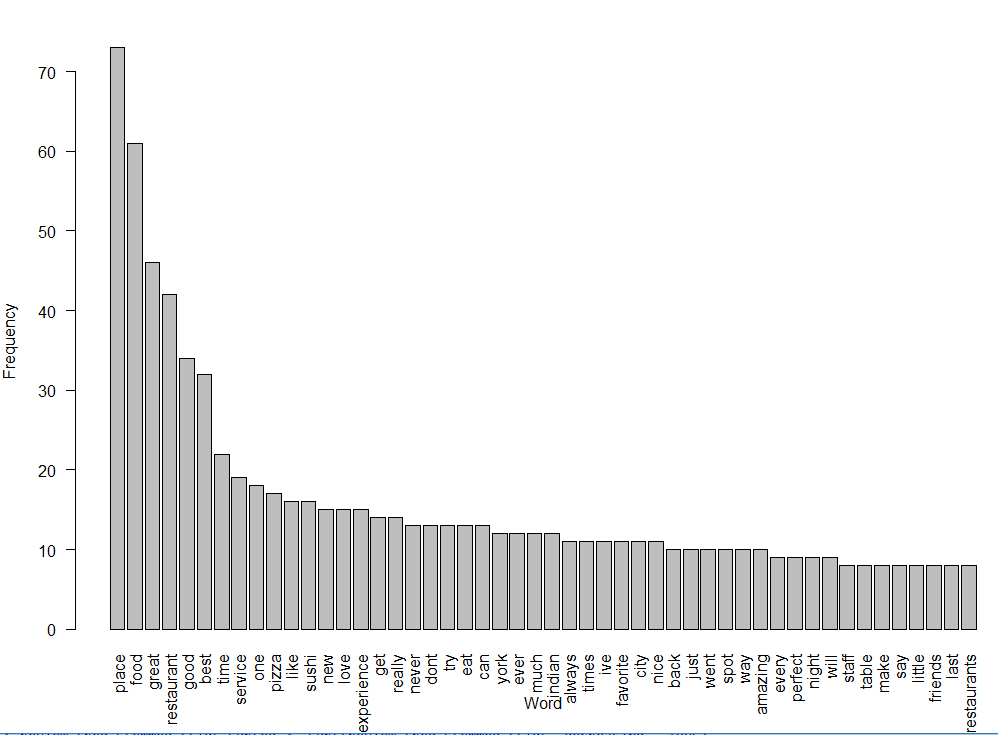 70
60
50
40
30
20
10
0
Frequency
place
food
great
restaurant
good
best
time
service
one
pizza
like
sushi
new
love
experience
get
really
never
dont
try
eat
can
york
ever
much
indian
always
times
ive
favorite
city
nice
back
just
went
spot
way
amazing
every
perfect
night
will
staff
table
make
say
little
friends
last
restaurants
Word